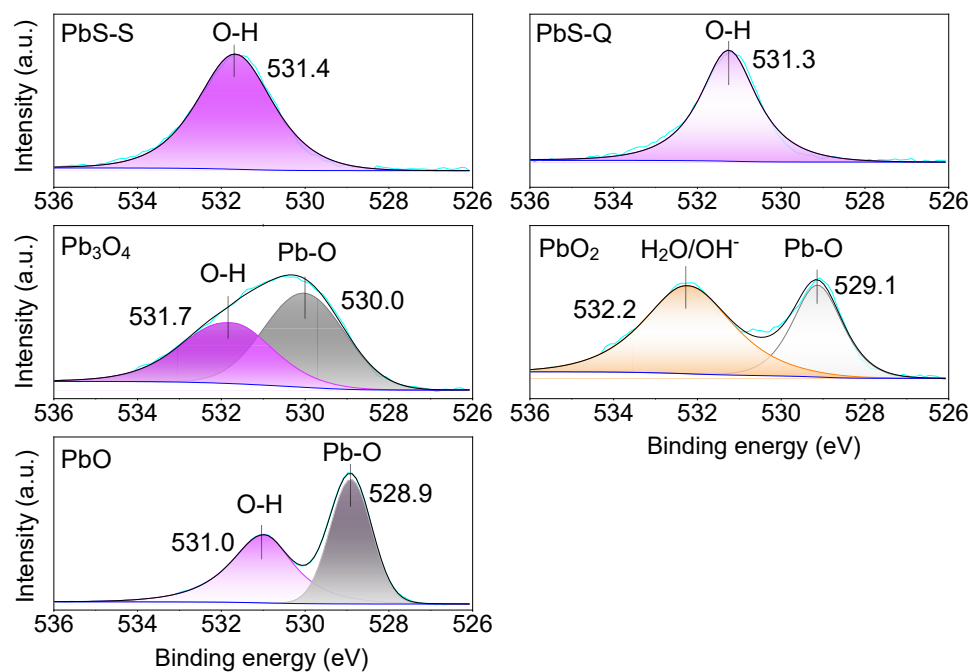 PbS-S
O-H
531.4
Intensity (a.u.)
536 534 532 530 528 526
PbS-Q
O-H
531.3
Intensity (a.u.)
536 534 532 530 528 526
Pb₃O₄
O-H
Pb-O
531.7
530.0
Intensity (a.u.)
536 534 532 530 528 526
PbO₂
H₂O/OH⁻
Pb-O
532.2
529.1
536 534 532 530 528 526
Binding energy (eV)
PbO
O-H
Pb-O
531.0
528.9
Intensity (a.u.)
536 534 532 530 528 526
Binding energy (eV)